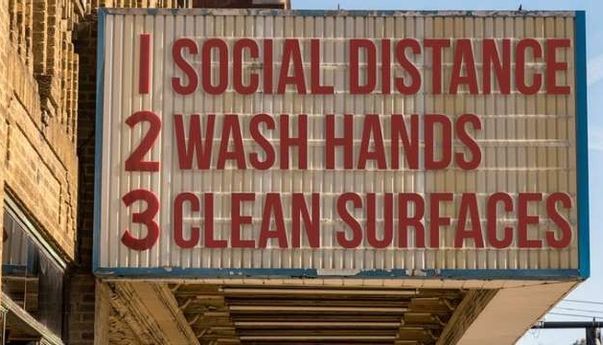 1 SOCIAL DISTANCE
2 WASH HANDS
3 CLEAN SURFACES